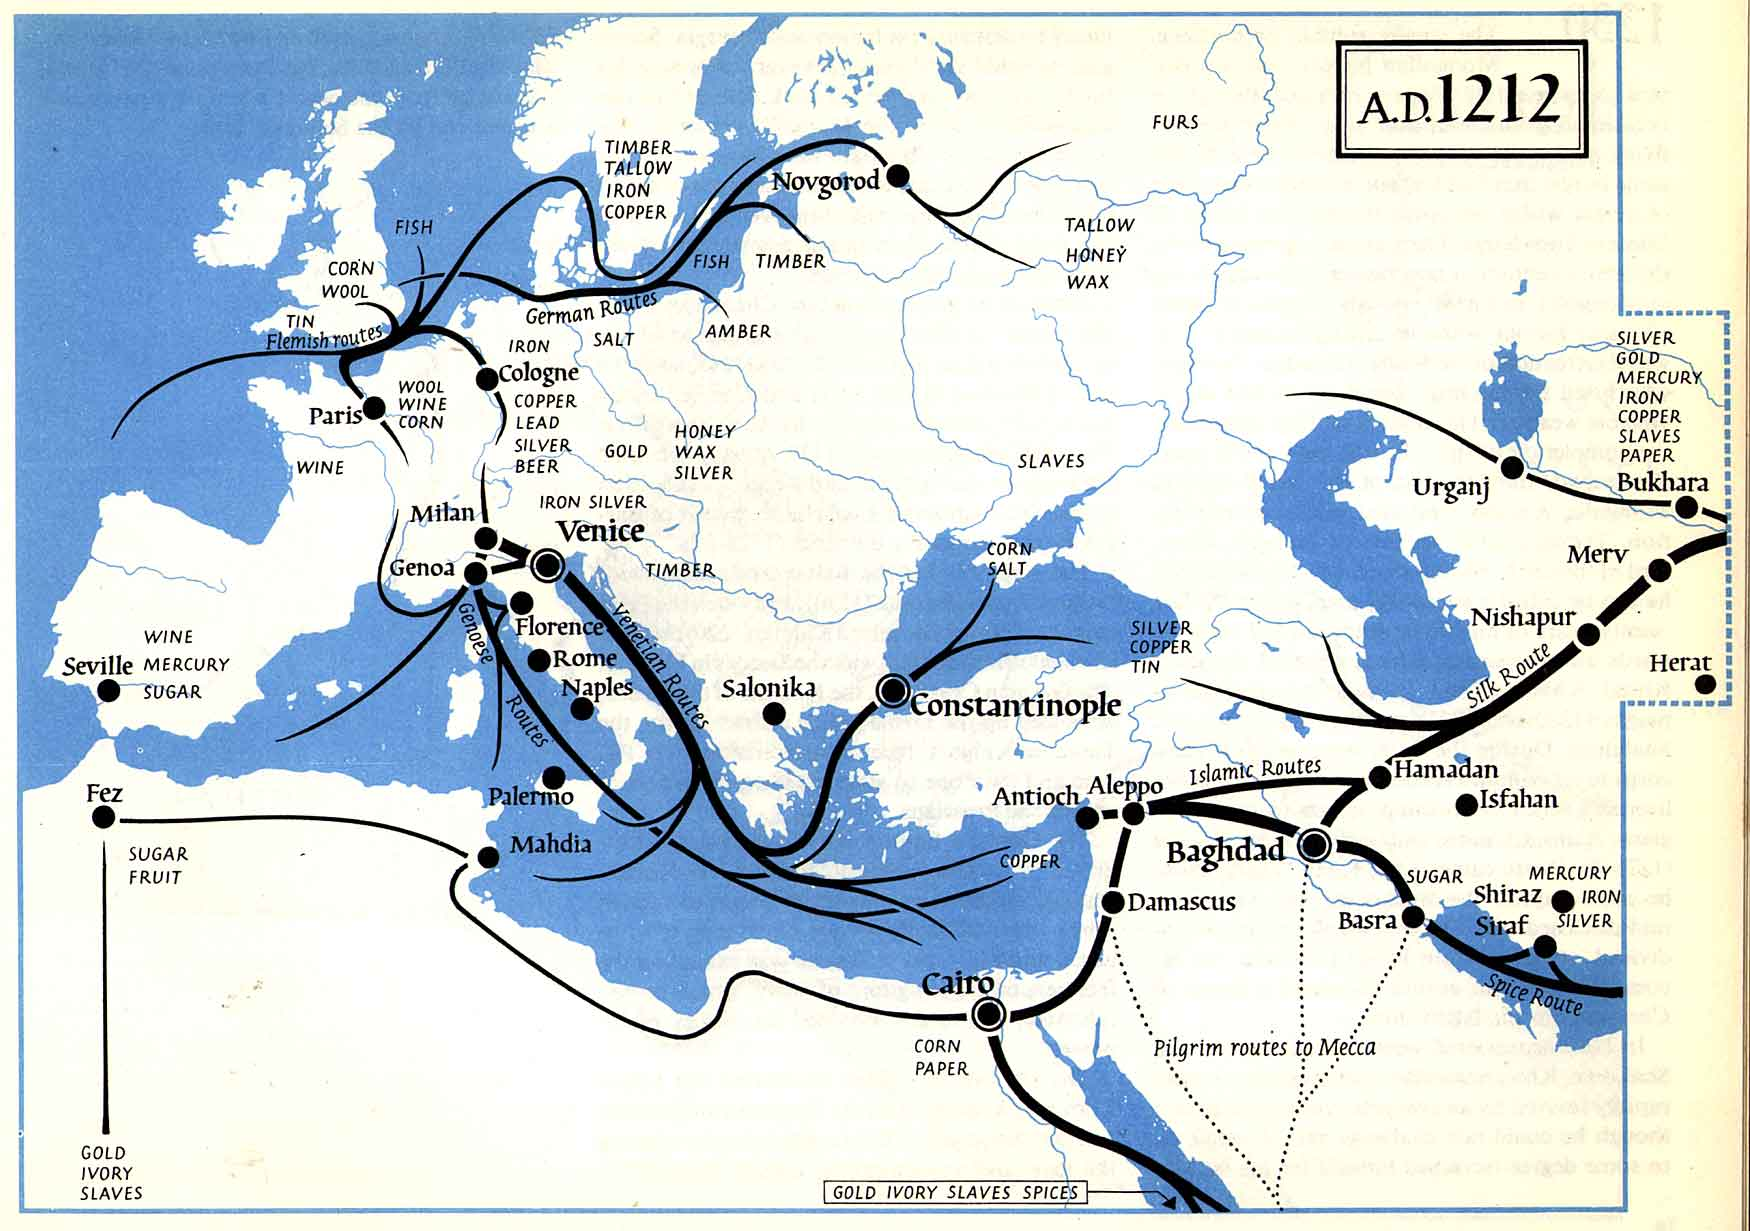 A.D.1212
FURS
TIMBER
TALLOW
IRON
COPPER
Novgorod
FISH
TALLOW
HONEY
WAX
FISH
TIMBER
CORN
WOOL
TIN
Flemish routes
German Routes
SALT
AMBER
IRON
Cologne
COPPER
LEAD
SILVER
BEER
WOOL
WINE
CORN
Paris
WINE
GOLD
HONEY
WAX
SILVER
SLAVES
SILVER
GOLD
MERCURY
IRON
COPPER
SLAVES
PAPER
Urganj
Bukhara
IRON SILVER
Milan
Venice
Genoa
TIMBER
CORN
SALT
Merv
Nishapur
Herat
Silk Route
WINE
MERCURY
SUGAR
Seville
Genoese
Routes
Florence
Rome
Naples
Venetian Routes
Salonika
Constantinople
SILVER
COPPER
TIN
Fez
SUGAR
FRUIT
Palermo
Mahdia
COPPER
Antioch
Aleppo
Islamic Routes
Hamadan
Isfahan
Baghdad
SUGAR
MERCURY
Shiraz
IRON
SILVER
Siraf
Basra
Damascus
Spice Route
Cairo
CORN
PAPER
Pilgrim routes to Mecca
GOLD
IVORY
SLAVES
GOLD IVORY SLAVES SPICES